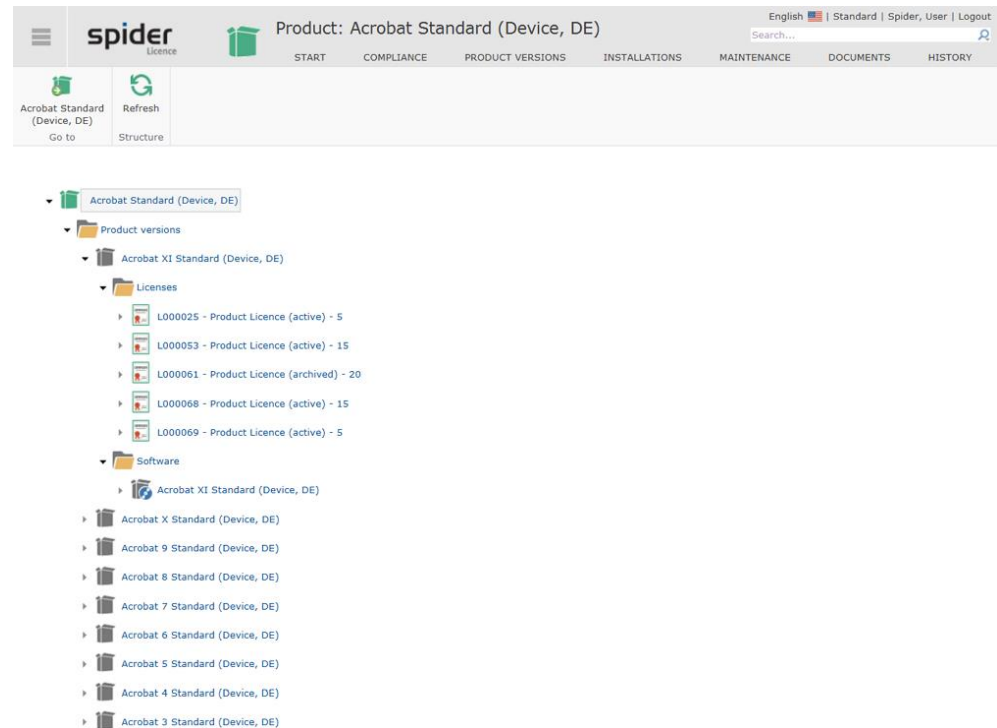 English | Standard | Spider, User | Logout
spider
Licence
Product: Acrobat Standard (Device, DE)
Search...
START COMPLIANCE PRODUCT VERSIONS INSTALLATIONS MAINTENANCE DOCUMENTS HISTORY
Acrobat Standard
(Device, DE)
Go to
Refresh
Structure
Acrobat Standard (Device, DE)
Product versions
Acrobat XI Standard (Device, DE)
Licenses
L000025 - Product Licence (active) - 5
L000053 - Product Licence (active) - 15
L000061 - Product Licence (archived) - 20
L000068 - Product Licence (active) - 15
L000069 - Product Licence (active) - 5
Software
Acrobat XI Standard (Device, DE)
Acrobat X Standard (Device, DE)
Acrobat 9 Standard (Device, DE)
Acrobat 8 Standard (Device, DE)
Acrobat 7 Standard (Device, DE)
Acrobat 6 Standard (Device, DE)
Acrobat 5 Standard (Device, DE)
Acrobat 4 Standard (Device, DE)
Acrobat 3 Standard (Device, DE)